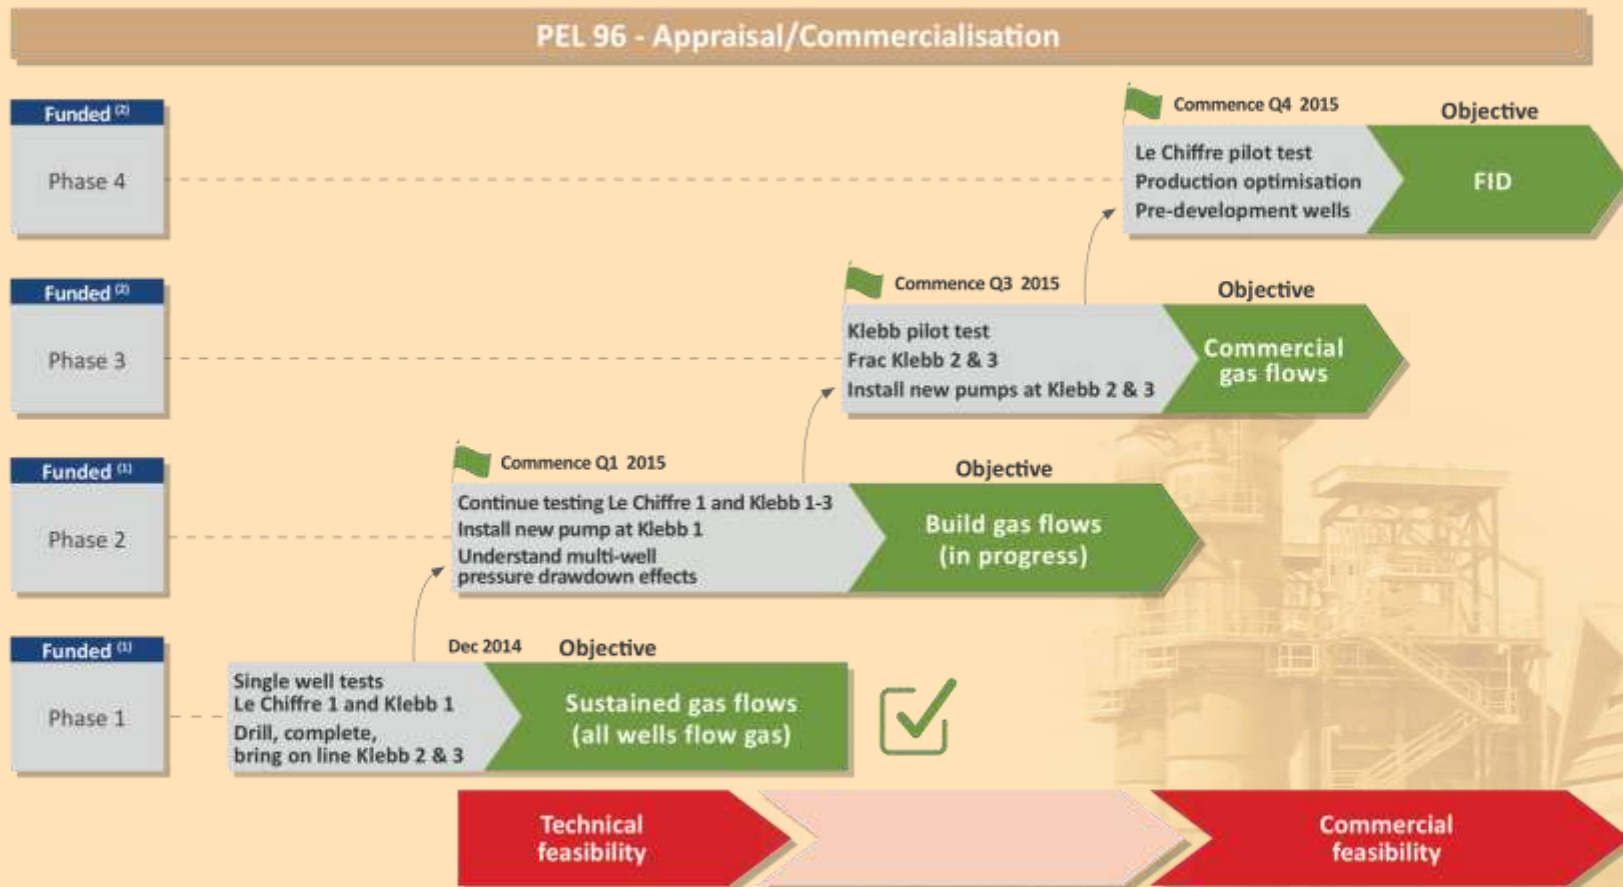 PEL 96 - Appraisal/Commercialisation
Funded (2)
Phase 4
Commence Q4 2015
Objective
Le Chiffre pilot test
Production optimisation
Pre-development wells
FID
Funded (2)
Phase 3
Commence Q3 2015
Objective
Klebb pilot test
Frac Klebb 2 & 3
Install new pumps at Klebb 2 & 3
Commercial
gas flows
Funded (1)
Phase 2
Commence Q1 2015
Objective
Continue testing Le Chiffre 1 and Klebb 1-3
Install new pump at Klebb 1
Understand multi-well
pressure drawdown effects
Build gas flows
(in progress)
Funded (1)
Phase 1
Dec 2014
Objective
Single well tests
Le Chiffre 1 and Klebb 1
Drill, complete,
bring on line Klebb 2 & 3
Sustained gas flows
(all wells flow gas)
Technical
feasibility
Commercial
feasibility